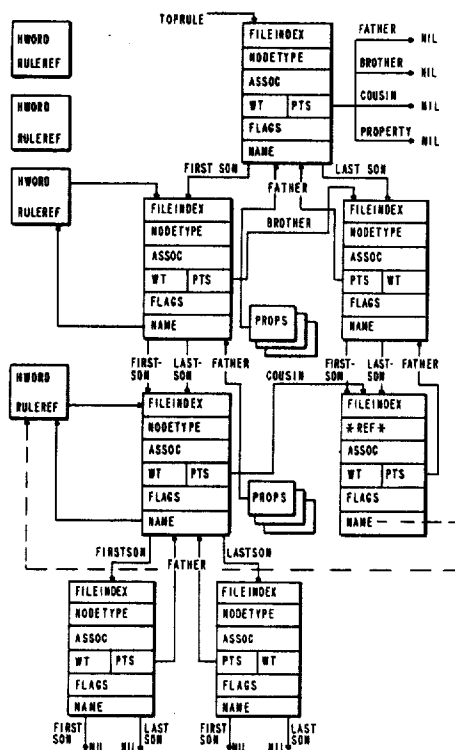 TOPRULE
FATHER
NIL
BROTHER
NIL
COUSIN
NIL
PROPERTY
NIL
FILEINDEX
NODETYPE
ASSOC
WT PTS
FLAGS
NAME
HWORD
RULEREF
HWORD
RULEREF
HWORD
RULEREF
FIRST SON
LAST SON
FATHER
BROTHER
FILEINDEX
NODETYPE
ASSOC
WT PTS
FLAGS
NAME
FILEINDEX
NODETYPE
ASSOC
PTS WT
FLAGS
NAME
PROPS
FIRST-
SON
LAST-
SON
FATHER
FIRST-
SON
LAST-
SON
FATHER
COUSIN
HWORD
RULEREF
FILEINDEX
NODETYPE
ASSOC
WT PTS
FLAGS
NAME
FILEINDEX
*REF*
ASSOC
WT PTS
FLAGS
NAME
PROPS
FIRSTSON
LASTSON
FATHER
FILEINDEX
NODETYPE
ASSOC
WT PTS
FLAGS
NAME
FILEINDEX
NODETYPE
ASSOC
PTS WT
FLAGS
NAME
FIRST
SON
NIL
NIL
LAST
SON
FIRST
SON
NIL
NIL
LAST
SON